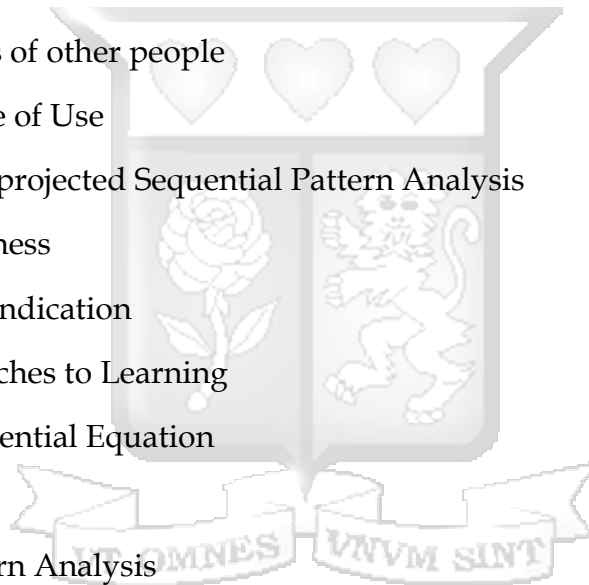 s of other people
e of Use
projected Sequential Pattern Analysis
ness
ndication
ches to Learning
ential Equation
rn Analysis
UT OMNES VNVM SINT